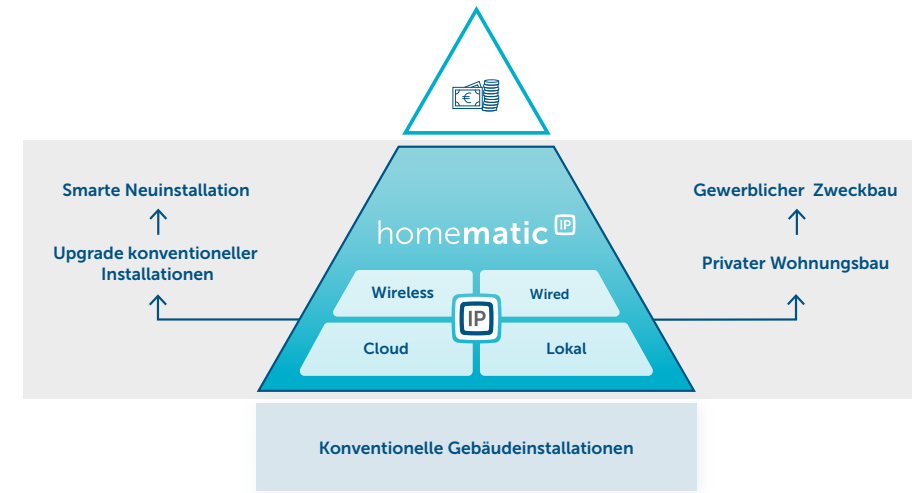 €
Smarte Neuinstallation
Upgrade konventioneller
Installationen
homematic IP
Wireless
Wired
IP
Cloud
Lokal
Gewerblicher Zweckbau
Privater Wohnungsbau
Konventionelle Gebäudeinstallationen